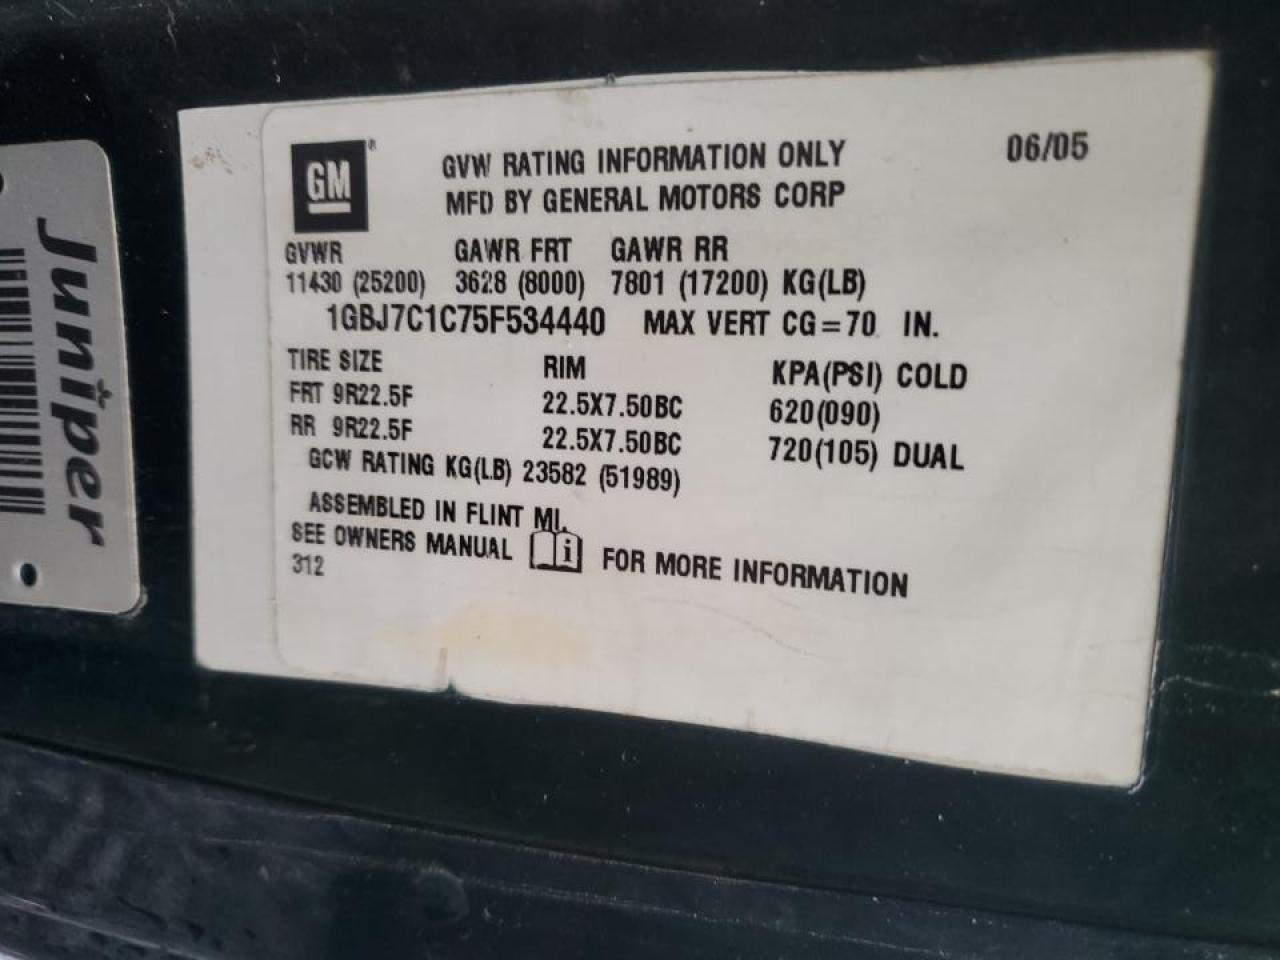 Juniper
GM®
GVW RATING INFORMATION ONLY 06/05
MFD BY GENERAL MOTORS CORP
GVWR GAWR FRT GAWR RR
11430 (25200) 3628 (8000) 7801 (17200) KG(LB)
1GBJ7C1C75F534440 MAX VERT CG=70 IN.
TIRE SIZE RIM KPA(PSI) COLD
FRT 9R22.5F 22.5X7.50BC 620(090)
RR 9R22.5F 22.5X7.50BC 720(105) DUAL
GCW RATING KG(LB) 23582 (51989)
ASSEMBLED IN FLINT MI.
SEE OWNERS MANUAL i FOR MORE INFORMATION
312